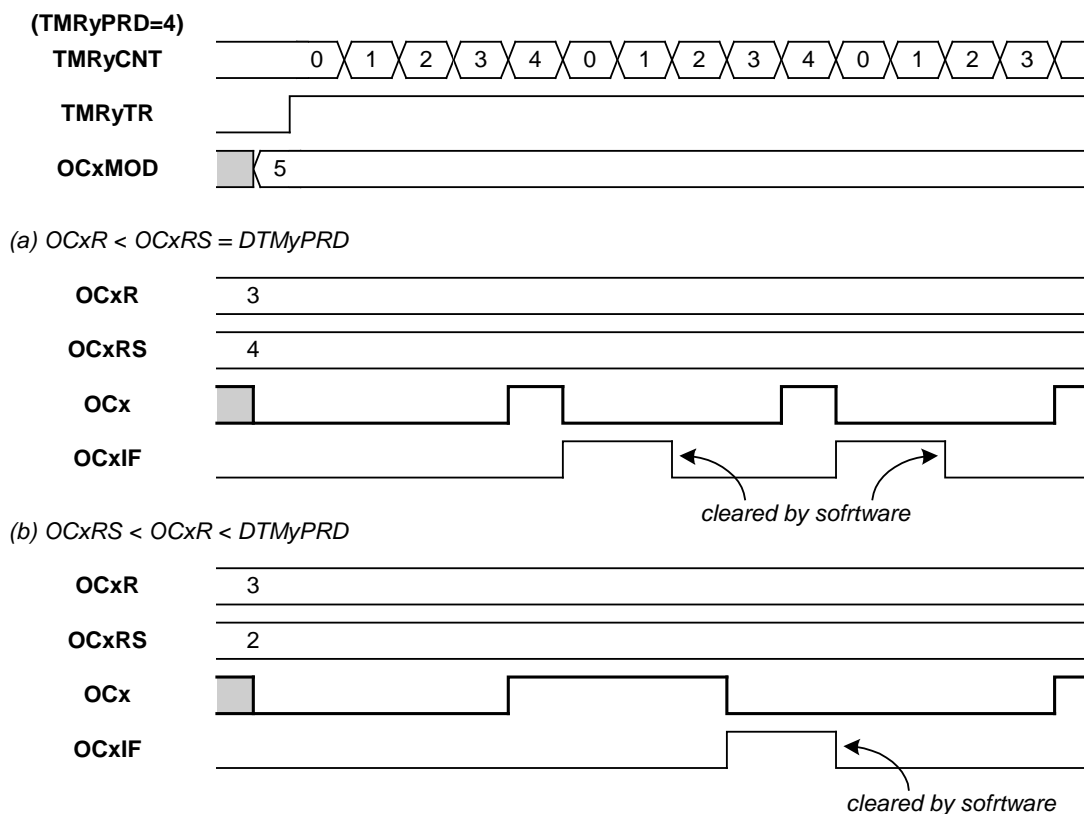 (TMRyPRD=4)
TMRyCNT 0 1 2 3 4 0 1 2 3 4 0 1 2 3
TMRyTR
OCxMOD 5
(a) OCxR < OCxRS = DTMyPRD
OCxR 3
OCxRS 4
OCx
OCxIF
cleared by sofrtware
(b) OCxRS < OCxR < DTMyPRD
OCxR 3
OCxRS 2
OCx
OCxIF
cleared by sofrtware